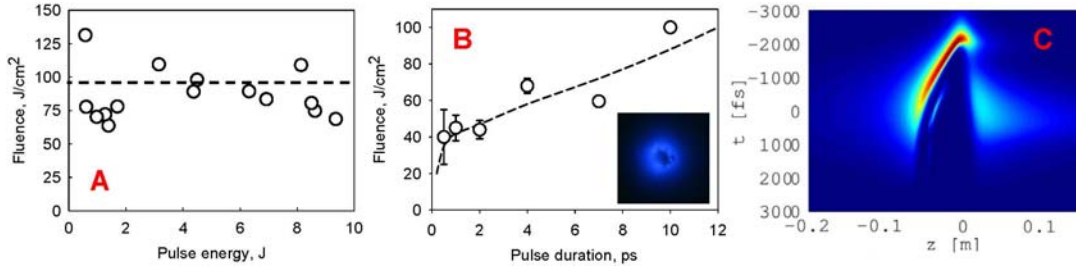 Fluence, J/cm²
150
125
100
75
50
25
0
A
0 2 4 6 8 10
Pulse energy, J
Fluence, J/cm²
100
80
60
40
20
0
B
0 2 4 6 8 10 12
Pulse duration, ps
t [fs]
-3000
-2000
-1000
0
1000
2000
3000
C
-0.2 -0.1 0 0.1
z [m]